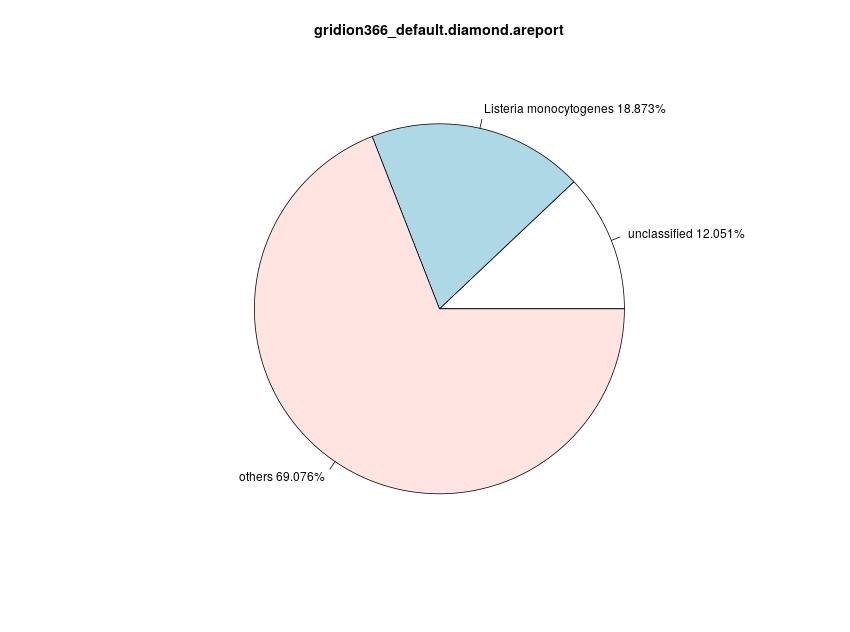 gridion366_default.diamond.areport
Listeria monocytogenes 18.873%
unclassified 12.051%
others 69.076%